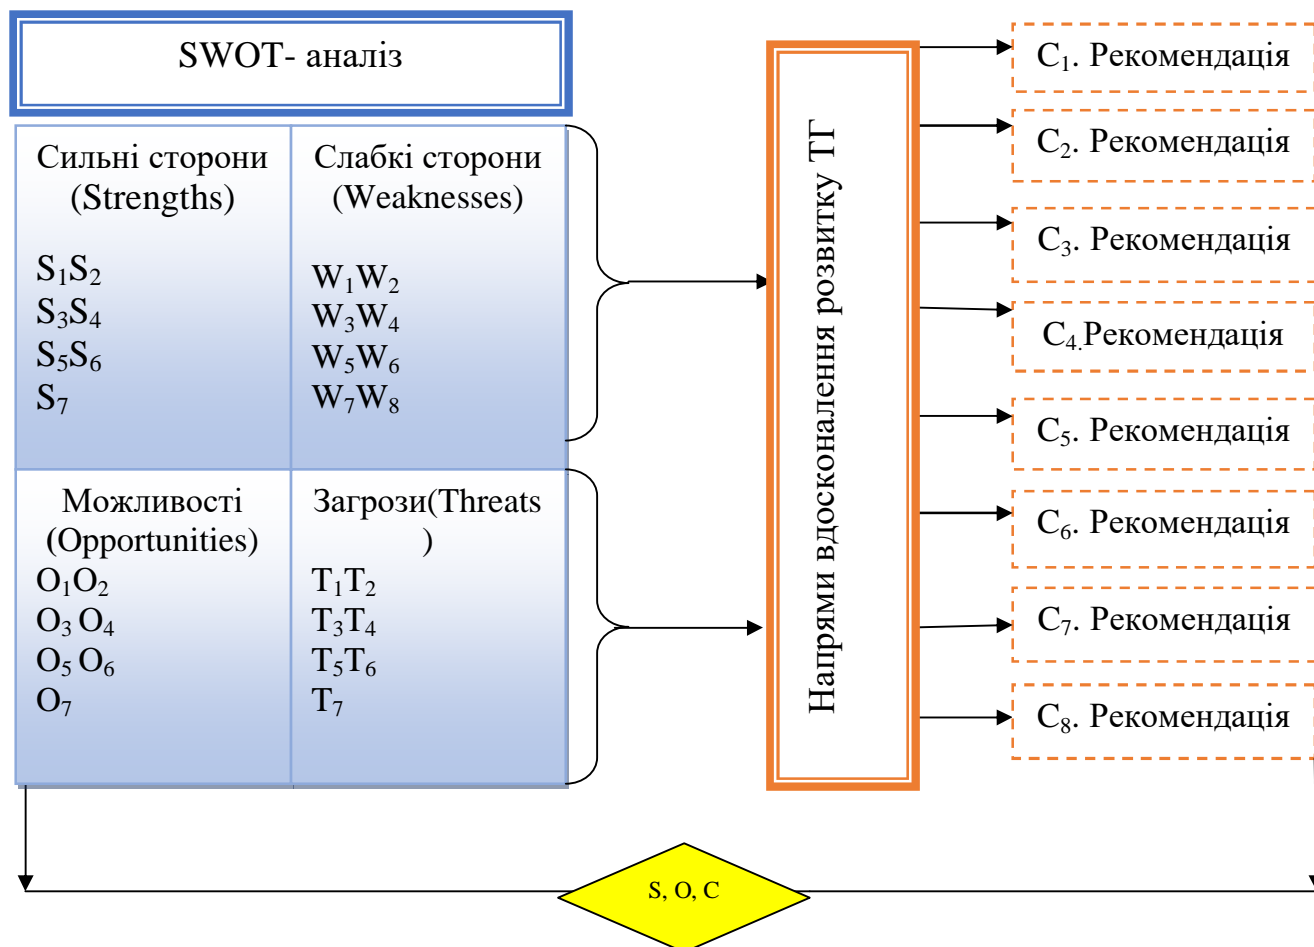 SWOT- аналіз
Сильні сторони
(Strengths)
S₁S₂
S₃S₄
S₅S₆
S₇
Слабкі сторони
(Weaknesses)
W₁W₂
W₃W₄
W₅W₆
W₇W₈
Можливості
(Opportunities)
O₁O₂
O₃ O₄
O₅ O₆
O₇
Загрози(Threats
)
T₁T₂
T₃T₄
T₅T₆
T₇
Напрями вдосконалення розвитку ТГ
C₁. Рекомендація
C₂. Рекомендація
C₃. Рекомендація
C₄.Рекомендація
C₅. Рекомендація
C₆. Рекомендація
C₇. Рекомендація
C₈. Рекомендація
S, O, C